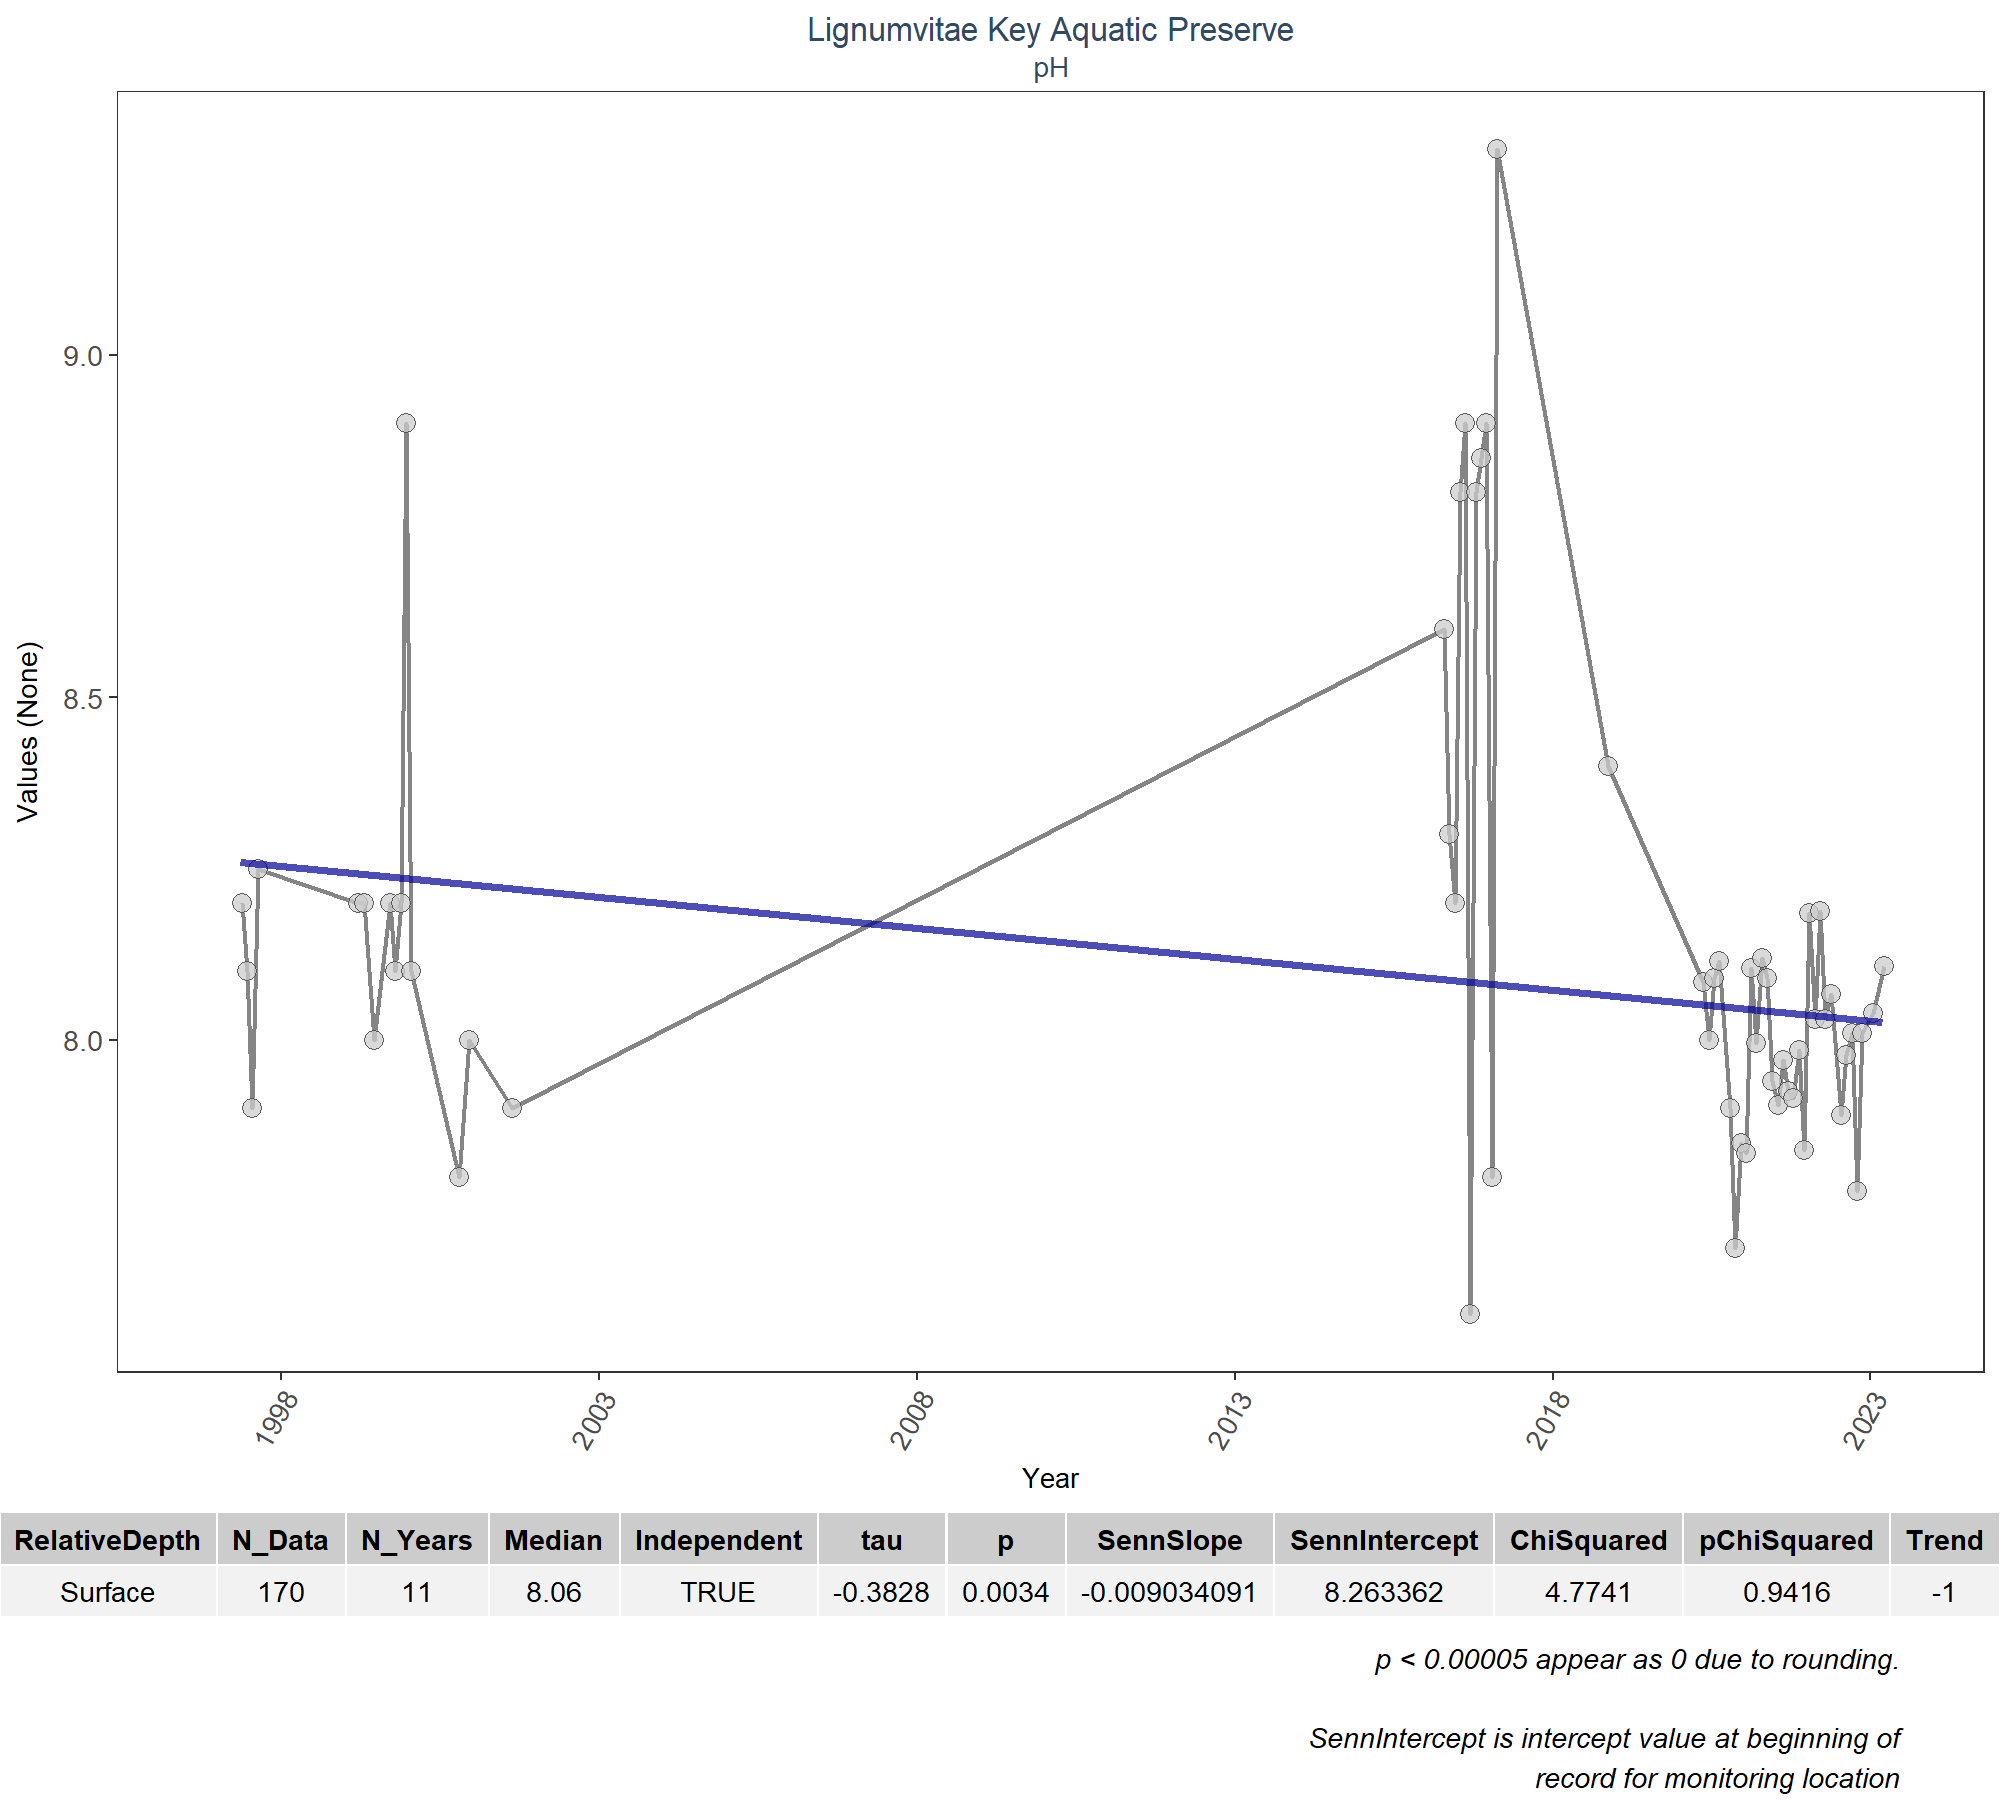 Lignumvitae Key Aquatic Preserve
pH
Values (None)
9.0
8.5
8.0
1998 2003 2008 2013 2018 2023
Year
RelativeDepth N_Data N_Years Median Independent tau p SennSlope SennIntercept ChiSquared pChiSquared Trend
Surface 170 11 8.06 TRUE -0.3828 0.0034 -0.009034091 8.263362 4.7741 0.9416 -1
p < 0.00005 appear as 0 due to rounding.
SennIntercept is intercept value at beginning of
record for monitoring location